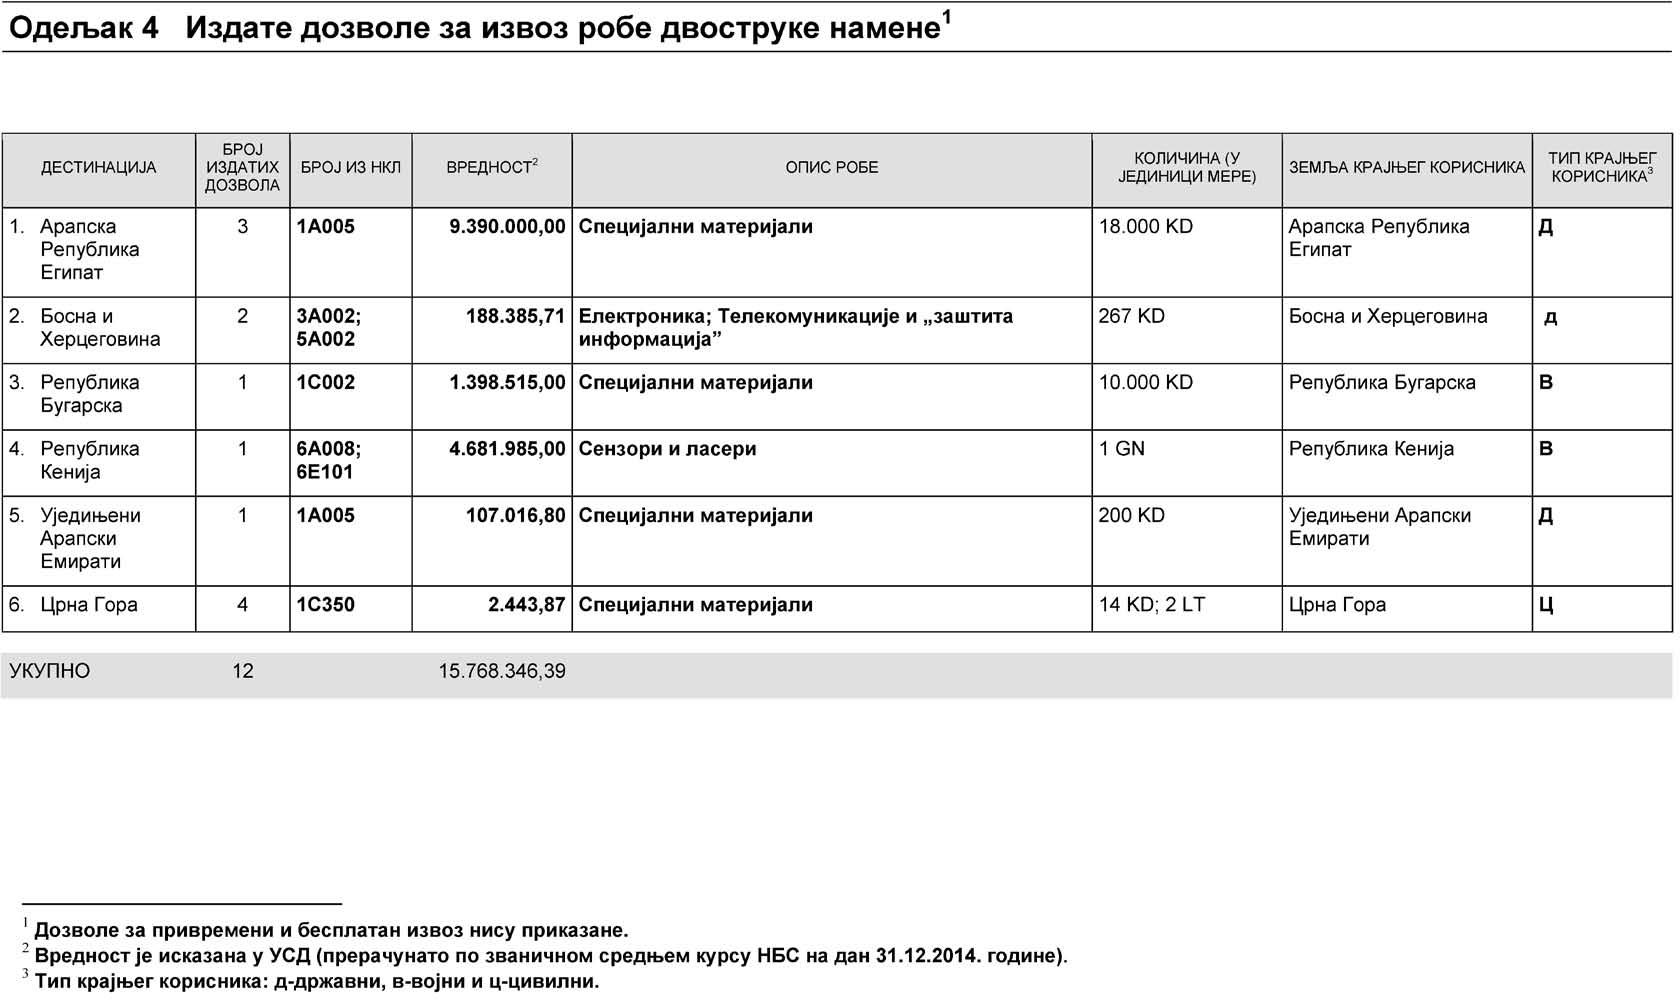 Одељак 4 Издате дозволе за извоз робе двоструке намене1
ДЕСТИНАЦИЈА БРОЈ ИЗДАТИХ ДОЗВОЛА БРОЈ ИЗ НКЛ ВРЕДНОСТ2 ОПИС РОБЕ КОЛИЧИНА (У ЈЕДИНИЦИ МЕРЕ) ЗЕМЉА КРАЈЊЕГ КОРИСНИКА ТИП КРАЈЊЕГ КОРИСНИКА3
1. Арапска 3 1A005 9.390.000,00 Специјални материјали 18.000 KD Арапска Република Д
Република Египат
Египат
2. Босна и 2 3A002; 188.385,71 Електроника; Телекомуникације и „заштита 267 KD Босна и Херцеговина д
Херцеговина 5A002 информација”
3. Република 1 1C002 1.398.515,00 Специјални материјали 10.000 KD Република Бугарска В
Бугарска
4. Република 1 6A008; 4.681.985,00 Сензори и ласери 1 GN Република Кенија В
Кенија 6E101
5. Уједињени 1 1A005 107.016,80 Специјални материјали 200 KD Уједињени Арапски Д
Арапски Емирати
Емирати
6. Црна Гора 4 1C350 2.443,87 Специјални материјали 14 KD; 2 LT Црна Гора Ц
УКУПНО 12 15.768.346,39
1 Дозволе за привремени и бесплатан извоз нису приказане.
2 Вредност је исказана у УСД (прерачунато по званичном средњем курсу НБС на дан 31.12.2014. године).
3 Тип крајњег корисника: д-државни, в-војни и ц-цивилни.